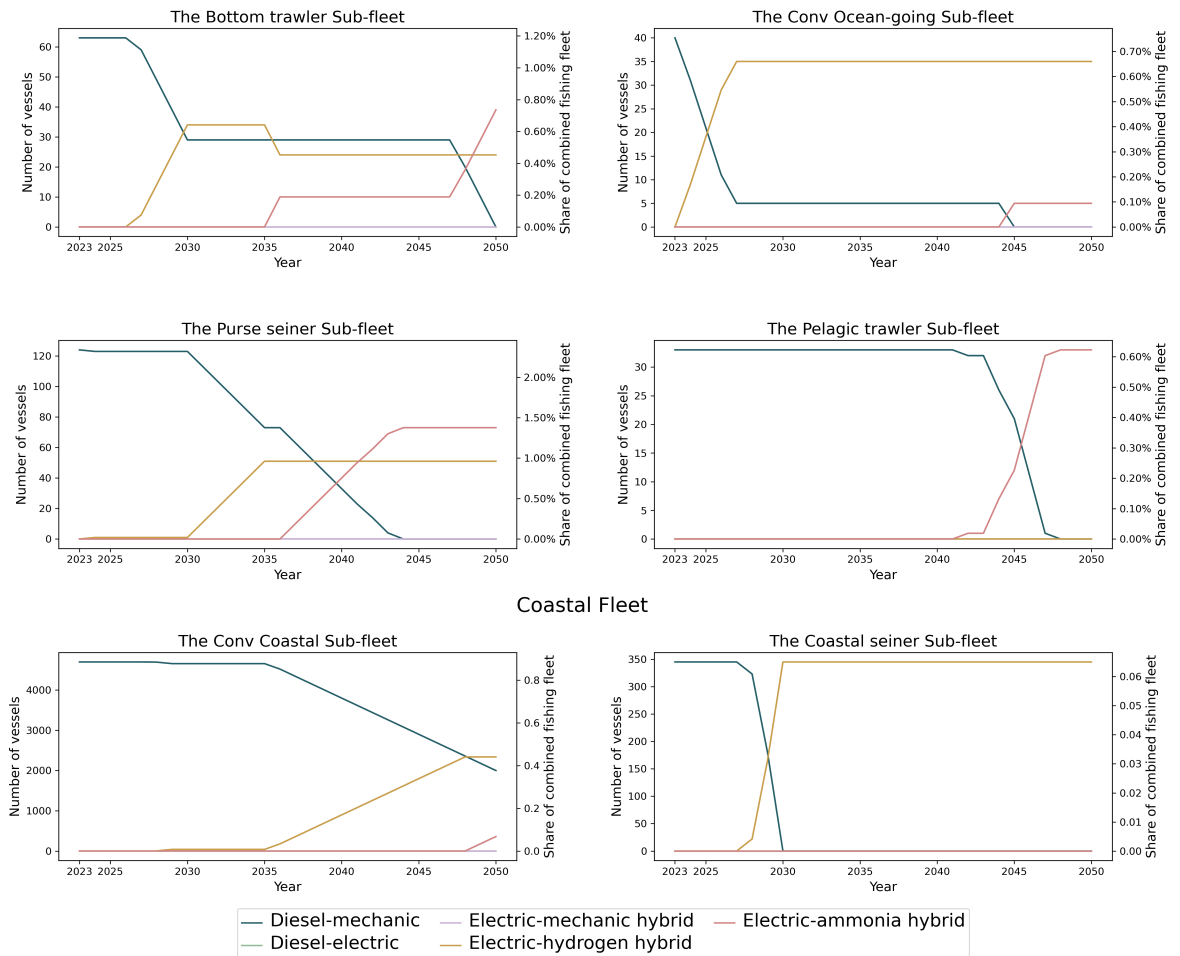 The Bottom trawler Sub-fleet
Number of vessels
60
50
40
30
20
10
0
1.20%
1.00%
0.80%
0.60%
0.40%
0.20%
0.00%
Share of combined fishing fleet
2023 2025 2030 2035 2040 2045 2050
Year
The Conv Ocean-going Sub-fleet
Number of vessels
40
35
30
25
20
15
10
5
0
0.70%
0.60%
0.50%
0.40%
0.30%
0.20%
0.10%
0.00%
Share of combined fishing fleet
2023 2025 2030 2035 2040 2045 2050
Year
The Purse seiner Sub-fleet
Number of vessels
120
100
80
60
40
20
0
2.00%
1.50%
1.00%
0.50%
0.00%
Share of combined fishing fleet
2023 2025 2030 2035 2040 2045 2050
Year
The Pelagic trawler Sub-fleet
Number of vessels
30
25
20
15
10
5
0
0.60%
0.50%
0.40%
0.30%
0.20%
0.10%
0.00%
Share of combined fishing fleet
2023 2025 2030 2035 2040 2045 2050
Year
Coastal Fleet
The Conv Coastal Sub-fleet
Number of vessels
4000
3000
2000
1000
0
0.8
0.6
0.4
0.2
0.0
Share of combined fishing fleet
2023 2025 2030 2035 2040 2045 2050
Year
The Coastal seiner Sub-fleet
Number of vessels
350
300
250
200
150
100
50
0
0.06
0.05
0.04
0.03
0.02
0.01
0.00
Share of combined fishing fleet
2023 2025 2030 2035 2040 2045 2050
Year
Diesel-mechanic
Diesel-electric
Electric-mechanic hybrid
Electric-hydrogen hybrid
Electric-ammonia hybrid